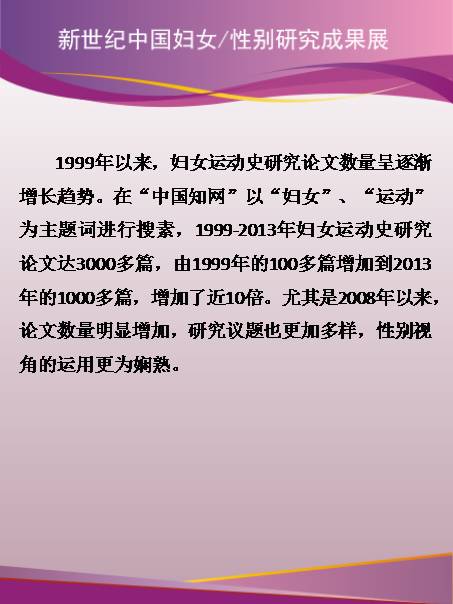 新世纪中国妇女/性别研究成果展
1999年以来，妇女运动史研究论文数量呈逐渐
增长趋势。在“中国知网”以“妇女”、“运动”
为主题词进行搜素，1999-2013年妇女运动史研究
论文达3000多篇，由1999年的100多篇增加到2013
年的1000多篇，增加了近10倍。尤其是2008年以来，
论文数量明显增加，研究议题也更加多样，性别视
角的运用更为娴熟。